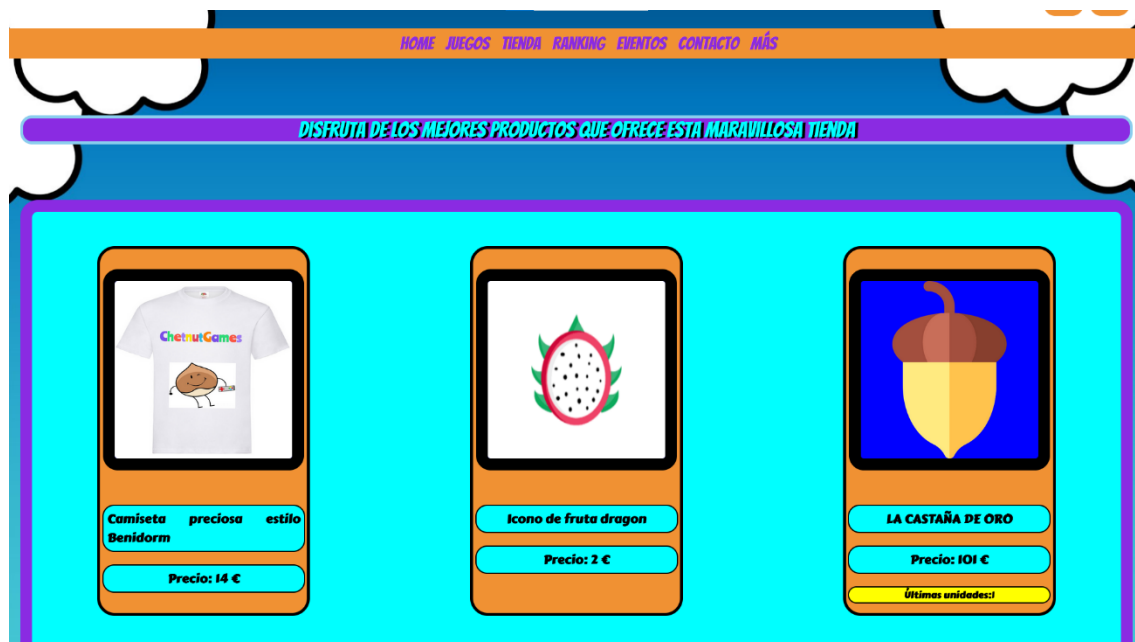 HOME JUEGOS TIENDA RANKING EVENTOS CONTACTO MÁS
DISFRUTA DE LOS MEJORES PRODUCTOS QUE OFRECE ESTA MARAVILLOSA TIENDA
ChetnutGames
Camiseta preciosa estilo
Benidorm
Precio: 14 €
Icono de fruta dragon
Precio: 2 €
LA CASTAÑA DE ORO
Precio: 101 €
Últimas unidades:1